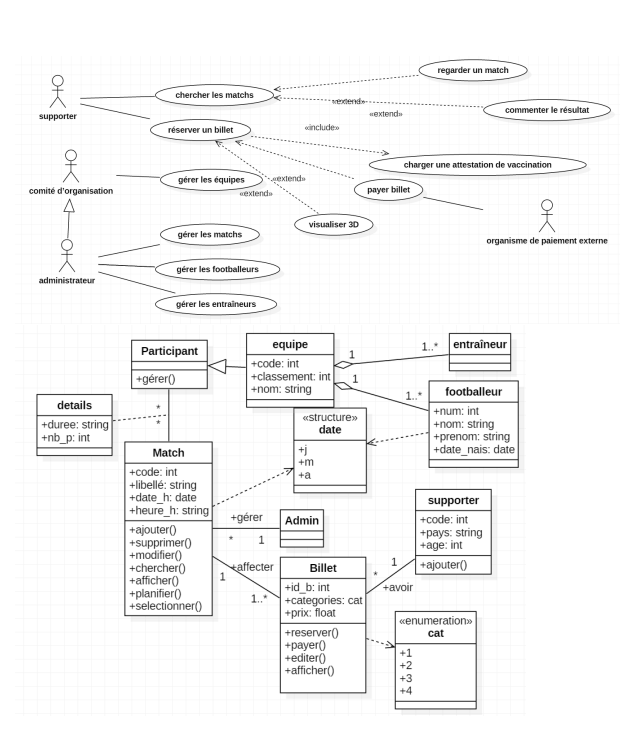 regarder un match
chercher les matchs
«extend»
commenter le résultat
supporter
«extend»
réserver un billet
«include»
charger une attestation de vaccination
gérer les équipes
«extend»
payer billet
comité d'organisation
«extend»
visualiser 3D
gérer les matchs
organisme de paiement externe
gérer les footballeurs
administrateur
gérer les entraîneurs
Participant
+gérer()
equipe
+code: int
+classement: int
+nom: string
1
1..*
entraîneur
1
1..*
footballeur
+num: int
+nom: string
+prenom: string
+date_nais: date
details
+duree: string
+nb_p: int
*
*
«structure»
date
+j
+m
+a
Match
+code: int
+libellé: string
+date_h: date
+heure_h: string
+ajouter()
+supprimer()
+modifier()
+chercher()
+afficher()
+planifier()
+selectionner()
+gérer
*
1
Admin
supporter
+code: int
+pays: string
+age: int
+ajouter()
+affecter
1
1..*
Billet
+id_b: int
+categories: cat
+prix: float
+reserver()
+payer()
+editer()
+afficher()
1
*
+avoir
«enumeration»
cat
+1
+2
+3
+4